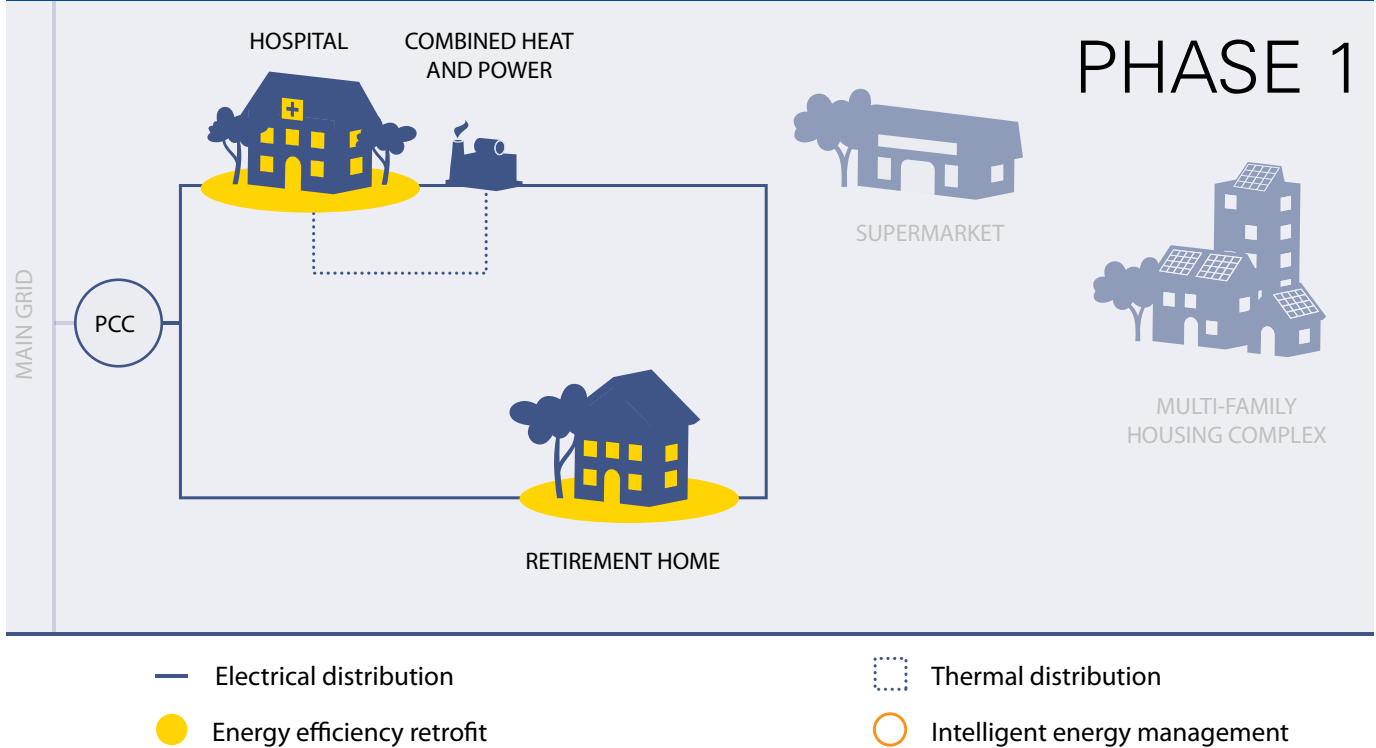 HOSPITAL
COMBINED HEAT
AND POWER
PHASE 1
SUPERMARKET
MAIN GRID
PCC
MULTI-FAMILY
HOUSING COMPLEX
RETIREMENT HOME
Electrical distribution
Thermal distribution
Energy efficiency retrofit
Intelligent energy management